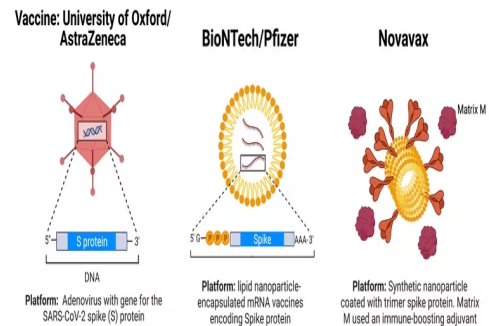 Vaccine: University of Oxford/
AstraZeneca
5'
S protein
3'
DNA
Platform: Adenovirus with gene for the
SARS-CoV-2 spike (S) protein
BioNTech/Pfizer
5' G
P P P
Spike
AAA-3'
Platform: lipid nanoparticle-
encapsulated mRNA vaccines
encoding Spike protein
Novavax
Matrix M
Platform: Synthetic nanoparticle
coated with trimer spike protein. Matrix
M used an immune-boosting adjuvant